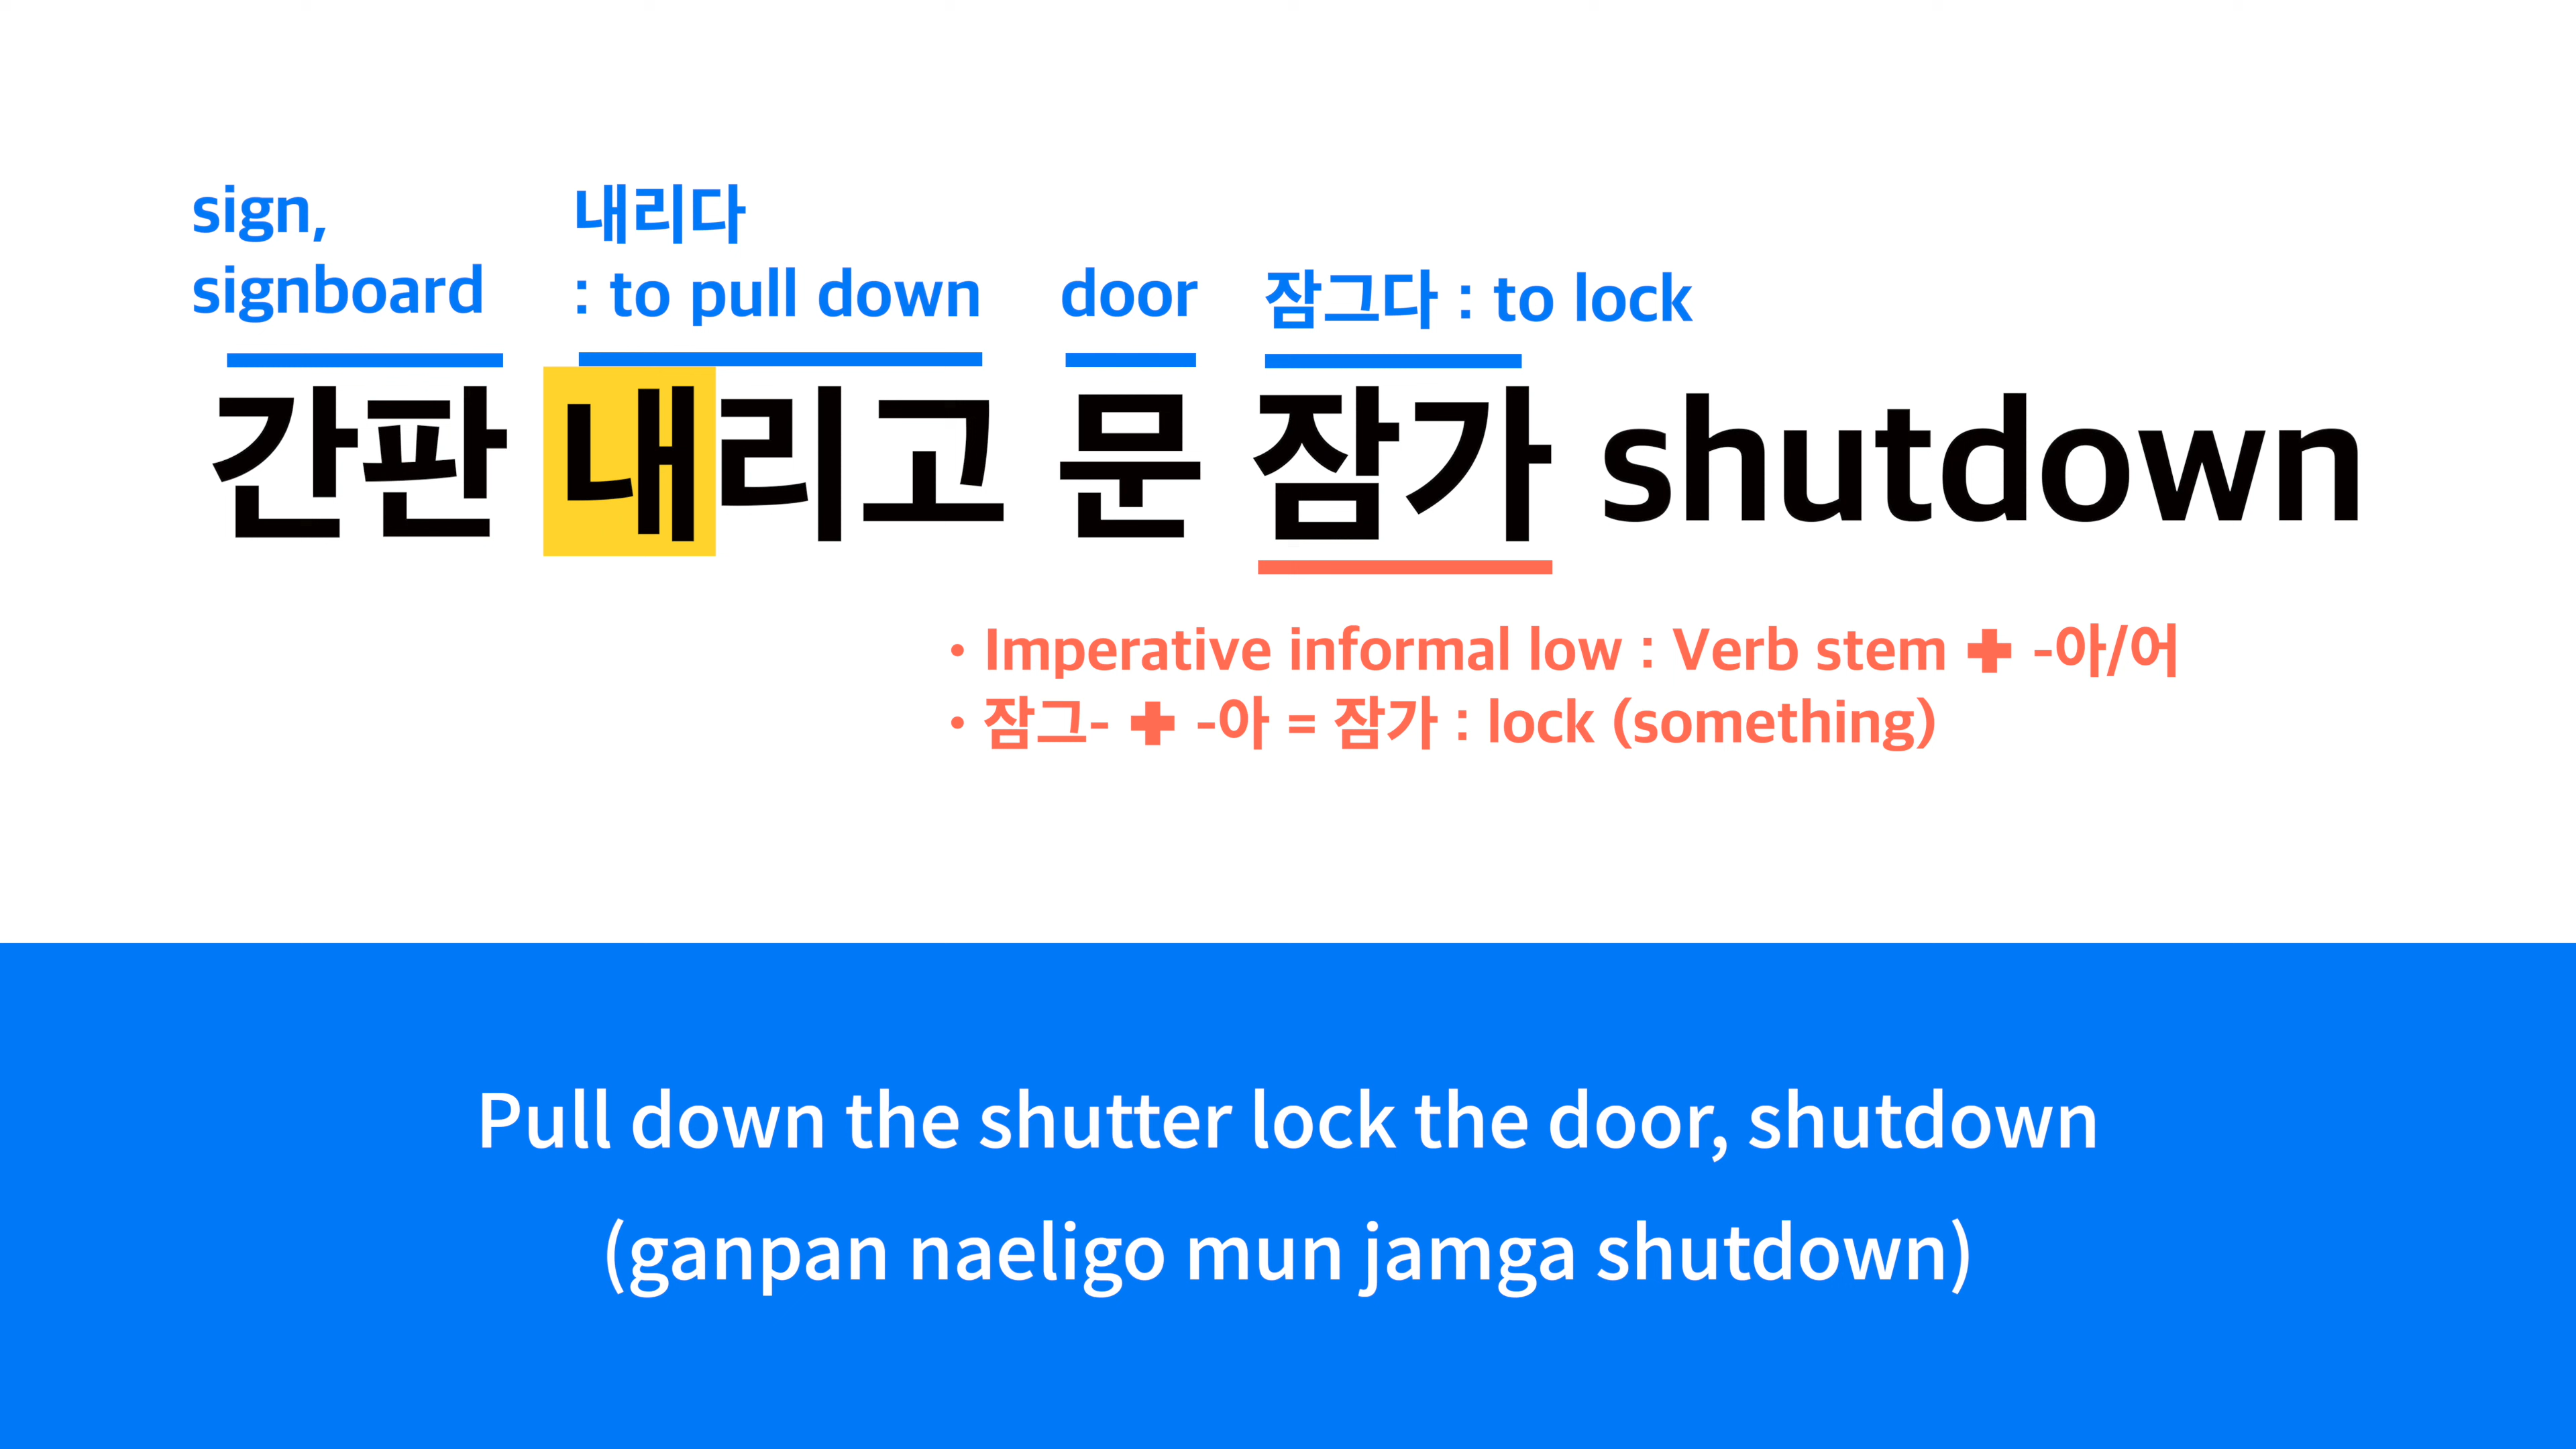 sign,
signboard
내리다
: to pull down
door
잠그다 : to lock
간판 내리고 문 잠가 shutdown
• Imperative informal low : Verb stem ✚ -아/어
• 잠그- ✚ -아 = 잠가 : lock (something)
Pull down the shutter lock the door, shutdown
(ganpan naeligo mun jamga shutdown)